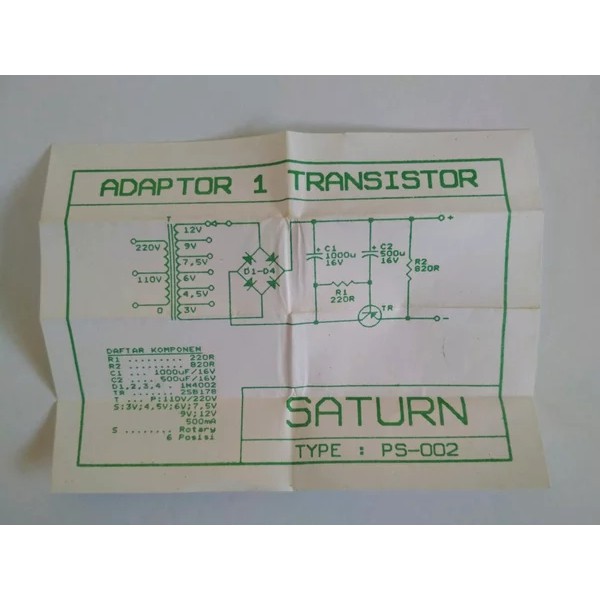 ADAPTOR 1 TRANSISTOR
T
12V
9V
7,5V
6V
4,5V
3V
220V
110V
0
D1-D4
+ C1
1000u
16V
+ C2
500u
16V
R1
220R
R2
820R
TR
+
-
DAFTAR KOMPONEN
R1 ......... 220R
R2 ......... 820R
C1 .... 1000uF/16V
C2 .... 500uF/16V
D1,2,3,4 . 1N4002
TR ....... 2SB178
T ... P:110V/220V
S:3V;4,5V;6V;7,5V
9V;12V
500mA
S ........ Rotary
6 Posisi
SATURN
TYPE : PS-002